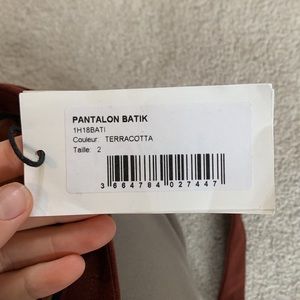 PANTALON BATIK
1H18BATI
Couleur: TERRACOTTA
Taille: 2
3 664784 027447